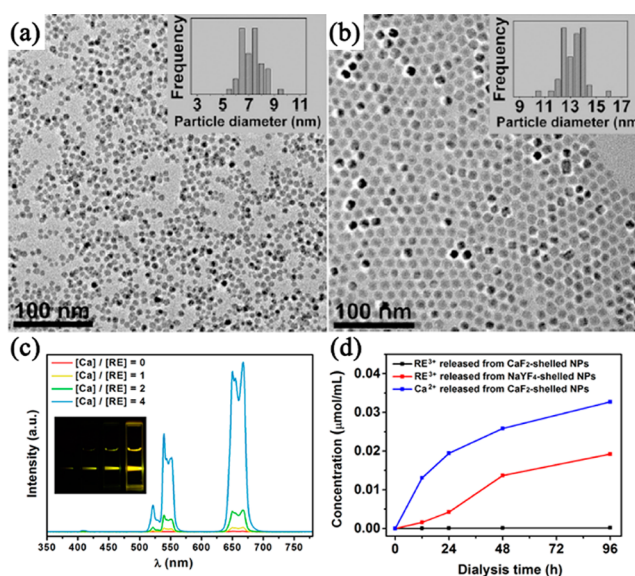 (a)
Frequency
3 5 7 9 11
Particle diameter (nm)
100 nm
(b)
Frequency
9 11 13 15 17
Particle diameter (nm)
100 nm
(c)
[Ca] / [RE] = 0
[Ca] / [RE] = 1
[Ca] / [RE] = 2
[Ca] / [RE] = 4
Intensity (a.u.)
350 400 450 500 550 600 650 700 750
λ (nm)
(d)
RE³⁺ released from CaF₂-shelled NPs
RE³⁺ released from NaYF₄-shelled NPs
Ca²⁺ released from CaF₂-shelled NPs
Concentration (μmol/mL)
0.04
0.03
0.02
0.01
0.00
0 24 48 72 96
Dialysis time (h)